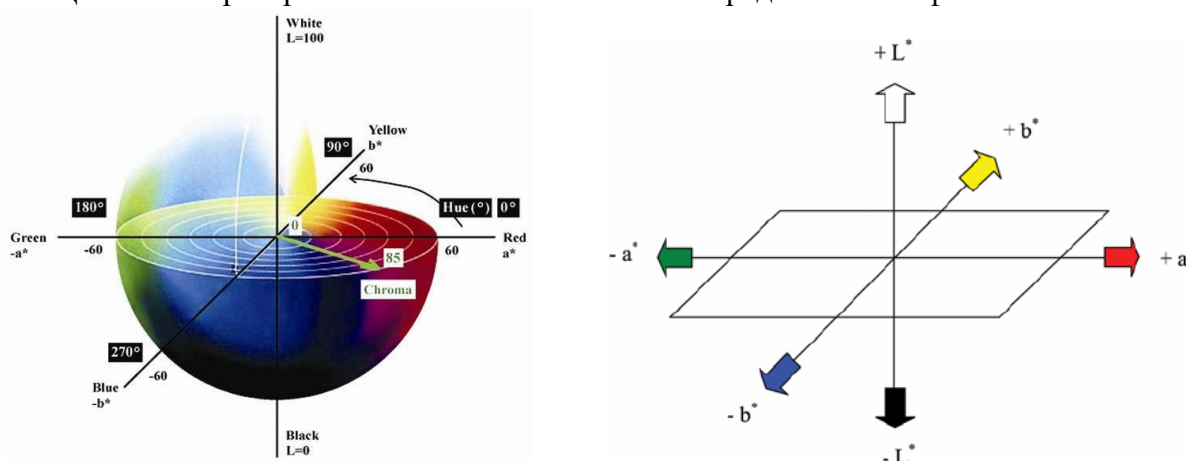 White
L=100
Yellow
b*
90°
60
180°
Hue(°) 0°
0
Green
-a*
-60
60
Red
a*
85
Chroma
270°
-60
Blue
-b*
Black
L=0
+ L*
+ b*
- a*
+ a
- b*
- L*